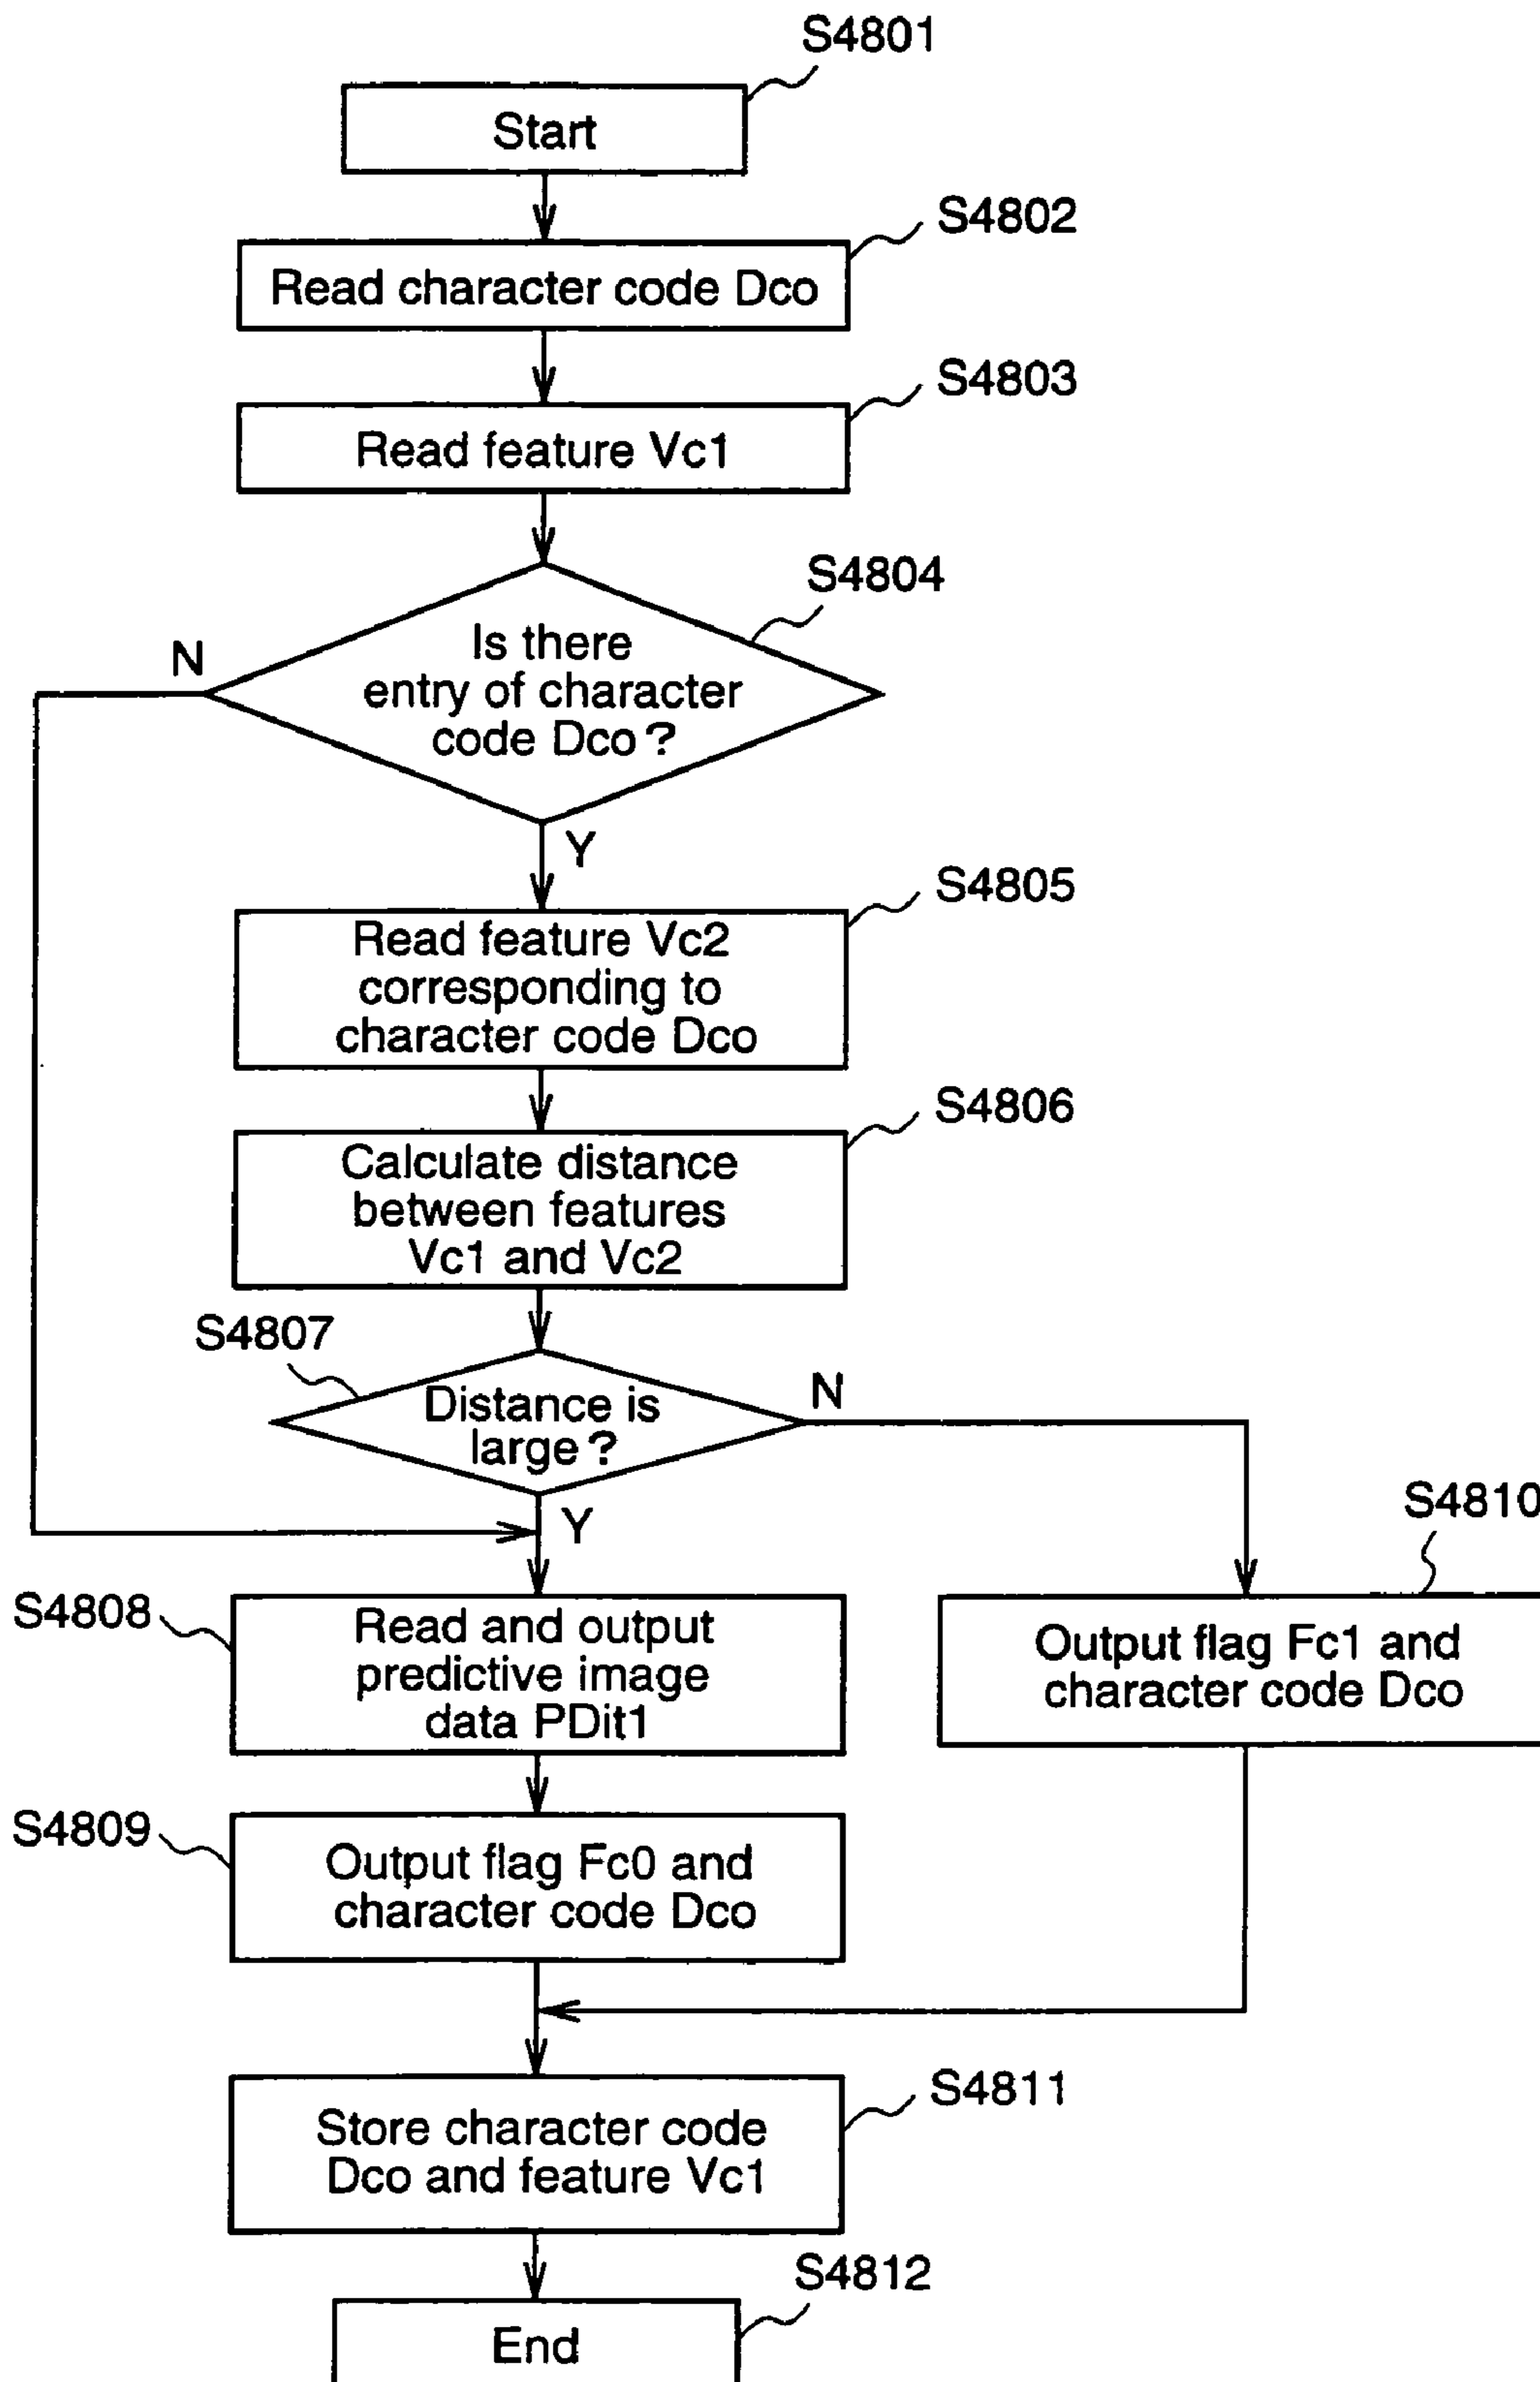 S4801
Start
S4802
Read character code Dco
S4803
Read feature Vc1
S4804
N
Is there
entry of character
code Dco ?
Y
S4805
Read feature Vc2
corresponding to
character code Dco
S4806
Calculate distance
between features
Vc1 and Vc2
S4807
Distance is
large ?
N
Y
S4810
S4808
Read and output
predictive image
data PDit1
Output flag Fc1 and
character code Dco
S4809
Output flag Fc0 and
character code Dco
S4811
Store character code
Dco and feature Vc1
S4812
End